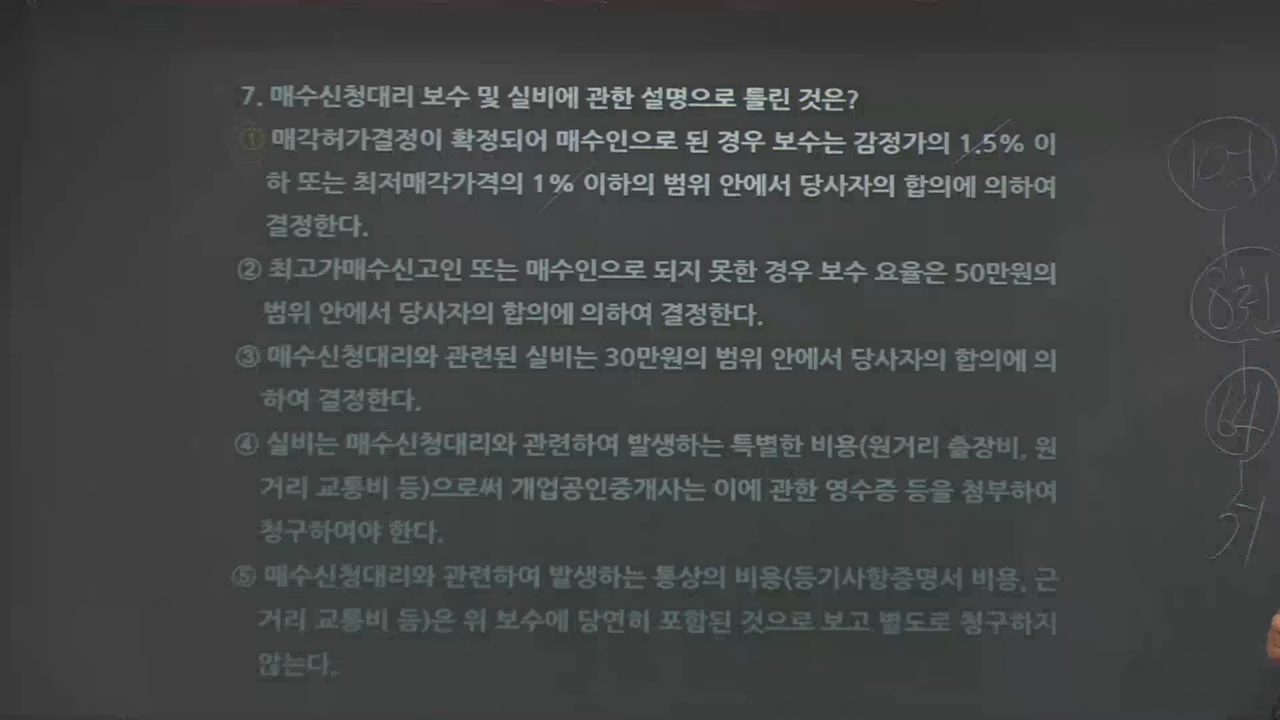 7. 매수신청대리 보수 및 실비에 관한 설명으로 틀린 것은?
① 매각허가결정이 확정되어 매수인으로 된 경우 보수는 감정가의 1.5% 이
하 또는 최저매각가격의 1% 이하의 범위 안에서 당사자의 합의에 의하여
결정한다.
② 최고가매수신고인 또는 매수인으로 되지 못한 경우 보수 요율은 50만원의
범위 안에서 당사자의 합의에 의하여 결정한다.
③ 매수신청대리와 관련된 실비는 30만원의 범위 안에서 당사자의 합의에 의
하여 결정한다.
④ 실비는 매수신청대리와 관련하여 발생하는 특별한 비용(원거리 출장비, 원
거리 교통비 등)으로써 개업공인중개사는 이에 관한 영수증 등을 첨부하여
청구하여야 한다.
⑤ 매수신청대리와 관련하여 발생하는 통상의 비용(등기사항증명서 비용, 근
거리 교통비 등)은 위 보수에 당연히 포함된 것으로 보고 별도로 청구하지
않는다.
10억
64